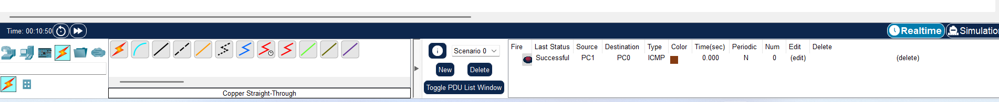 Time: 00:10:50
Realtime
Simulation
Fire Last Status Source Destination Type Color Time(sec) Periodic Num Edit Delete
Scenario 0
Successful PC1 PC0 ICMP 0.000 N 0 (edit) (delete)
New Delete
Toggle PDU List Window
Copper Straight-Through